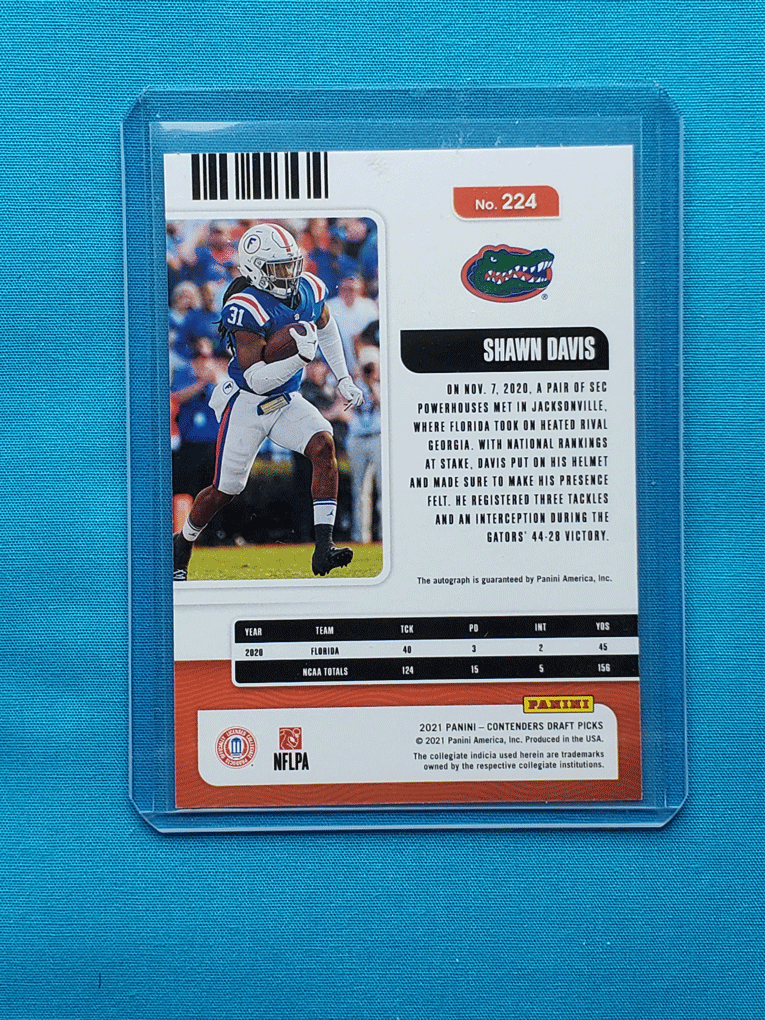 No. 224
F
31
F
SHAWN DAVIS
ON NOV. 7, 2020, A PAIR OF SEC
POWERHOUSES MET IN JACKSONVILLE,
WHERE FLORIDA TOOK ON HEATED RIVAL
GEORGIA. WITH NATIONAL RANKINGS
AT STAKE, DAVIS PUT ON HIS HELMET
AND MADE SURE TO MAKE HIS PRESENCE
FELT. HE REGISTERED THREE TACKLES
AND AN INTERCEPTION DURING THE
GATORS' 44-28 VICTORY.
The autograph is guaranteed by Panini America, Inc.
YEAR TEAM TCK PD INT YDS
2020 FLORIDA 40 3 2 45
NCAA TOTALS 124 15 5 156
PANINI
2021 PANINI – CONTENDERS DRAFT PICKS
© 2021 Panini America, Inc. Produced in the USA.
The collegiate indicia used herein are trademarks
owned by the respective collegiate institutions.
OFFICIALLY LICENSED COLLEGIATE PRODUCTS
NFLPA